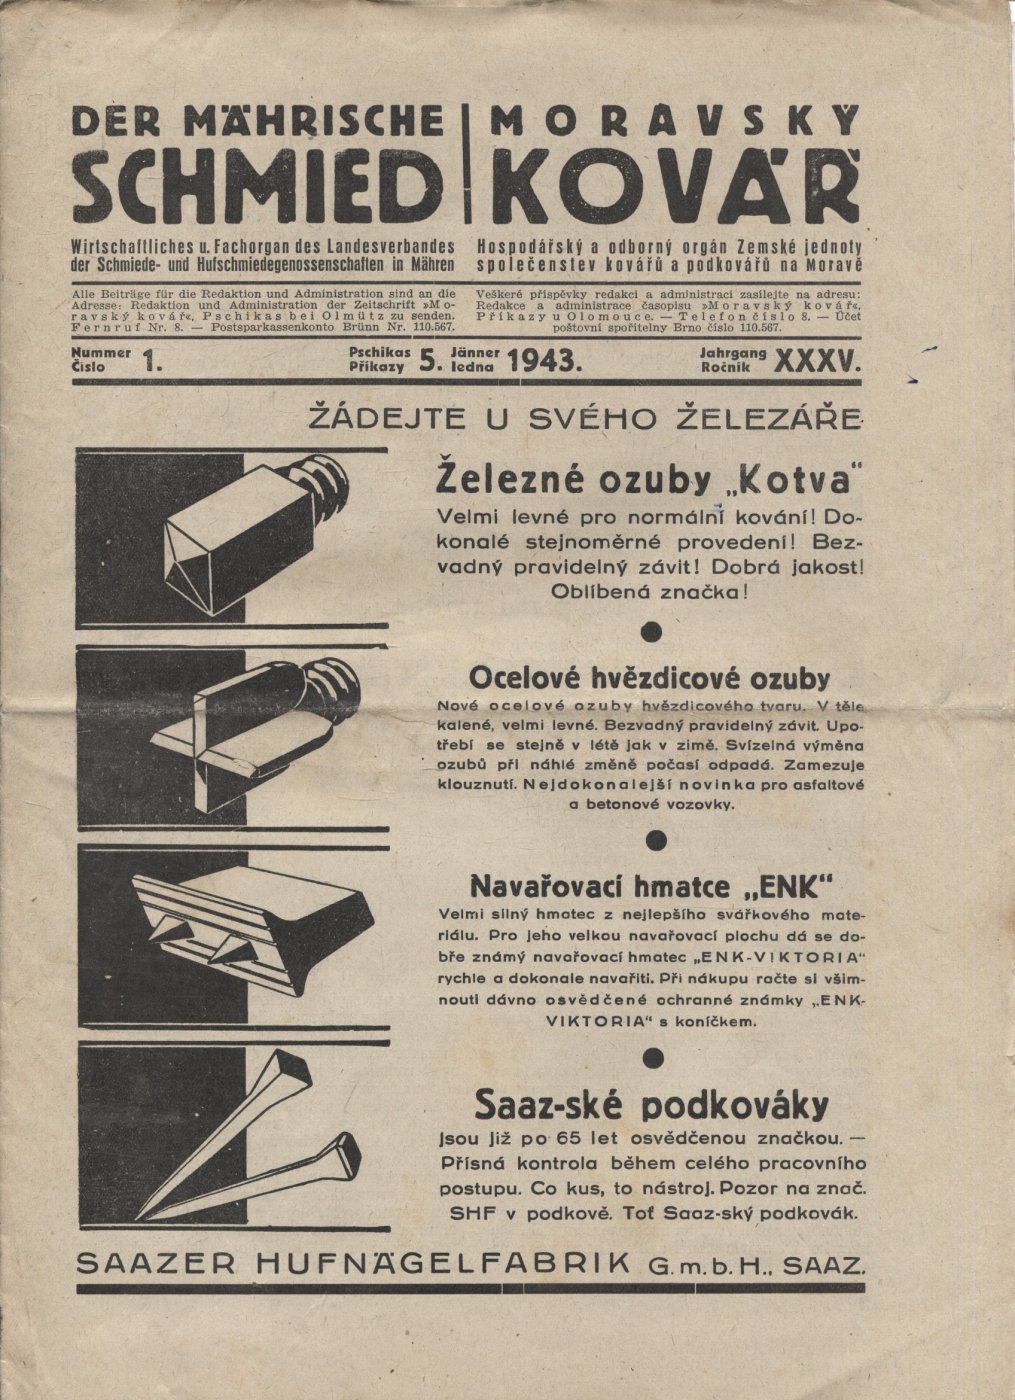 DER MÄHRISCHE
SCHMIED
MORAVSKÝ
KOVÁŘ
Wirtschaftliches u. Fachorgan des Landesverbandes
der Schmiede- und Hufschmiedegenossenschaften in Mähren
Hospodářský a odborný orgán Zemské jednoty
společenstev kovářů a podkovářů na Moravě
Alle Beiträge für die Redaktion und Administration sind an die
Adresse: Redaktion und Administration der Zeitschrift »Mo-
ravský kovář«, Pschikas bei Olmütz zu senden.
Fernruf Nr. 8. — Postsparkassenkonto Brünn Nr. 110.567.
Veškeré příspěvky redakci a administraci zasílejte na adresu:
Redakce a administrace časopisu »Moravský kovář«,
Příkazy u Olomouce. — Telefon číslo 8. — Účet
poštovní spořitelny Brno číslo 110.567.
Nummer
Číslo 1.
Pschikas
Příkazy 5. Jänner
ledna 1943.
Jahrgang
Ročník XXXV.
ŽÁDEJTE U SVÉHO ŽELEZÁŘE
Železné ozuby „Kotva“
Velmi levné pro normální kování! Do-
konalé stejnoměrné provedení! Bez-
vadný pravidelný závit! Dobrá jakost!
Oblíbená značka!
Ocelové hvězdicové ozuby
Nové ocelové ozuby hvězdicového tvaru. V těle
kalené, velmi levné. Bezvadný pravidelný závit. Upo-
třebí se stejně v létě jak v zimě. Svízelná výměna
ozubů při náhlé změně počasí odpadá. Zamezuje
klouznutí. Nejdokonalejší novinka pro asfaltové
a betonové vozovky.
Navařovací hmatce „ENK“
Velmi silný hmatec z nejlepšího svářkového mate-
riálu. Pro jeho velkou navařovací plochu dá se do-
bře známý navařovací hmatec „ENK-VIKTORIA“
rychle a dokonale navařiti. Při nákupu račte si všim-
nouti dávno osvědčené ochranné známky „ENK-
VIKTORIA“ s koníčkem.
Saaz-ské podkováky
jsou již po 65 let osvědčenou značkou. —
Přísná kontrola během celého pracovního
postupu. Co kus, to nástroj. Pozor na znač.
SHF v podkově. Toť Saaz-ský podkovák.
SAAZER HUFNÄGELFABRIK G. m. b. H., SAAZ.